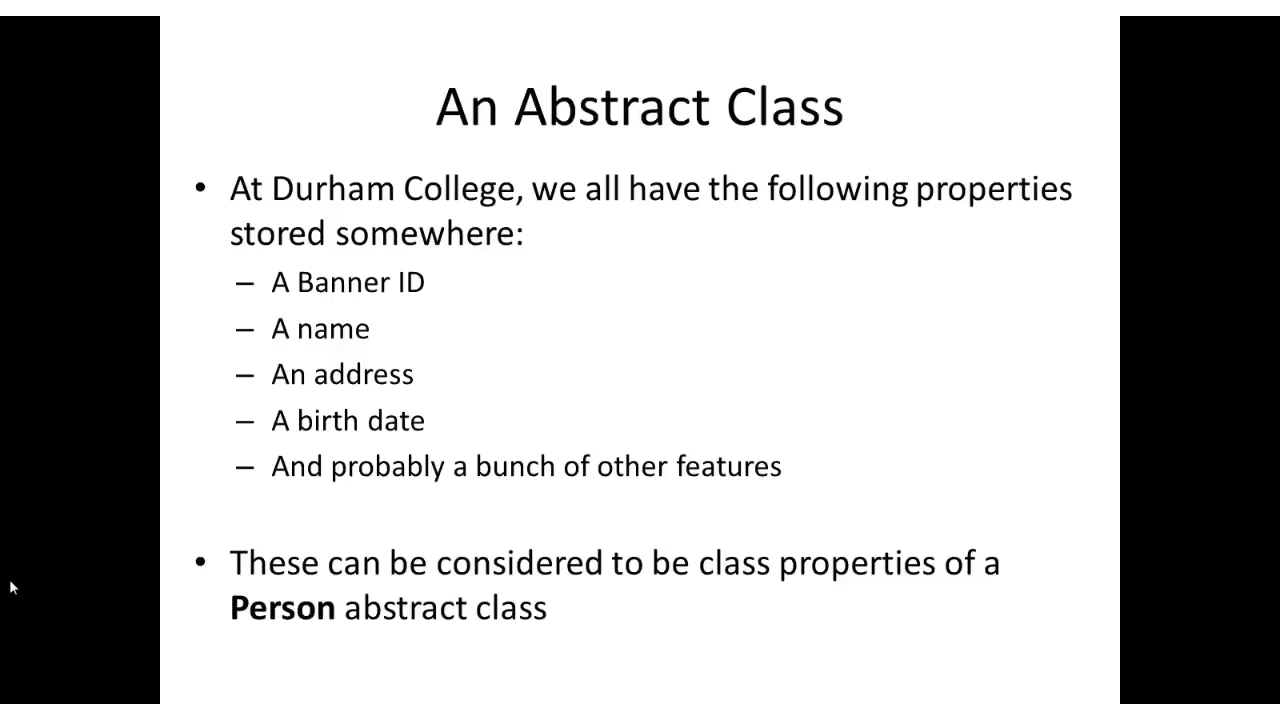 An Abstract Class
• At Durham College, we all have the following properties
stored somewhere:
– A Banner ID
– A name
– An address
– A birth date
– And probably a bunch of other features
• These can be considered to be class properties of a
Person abstract class